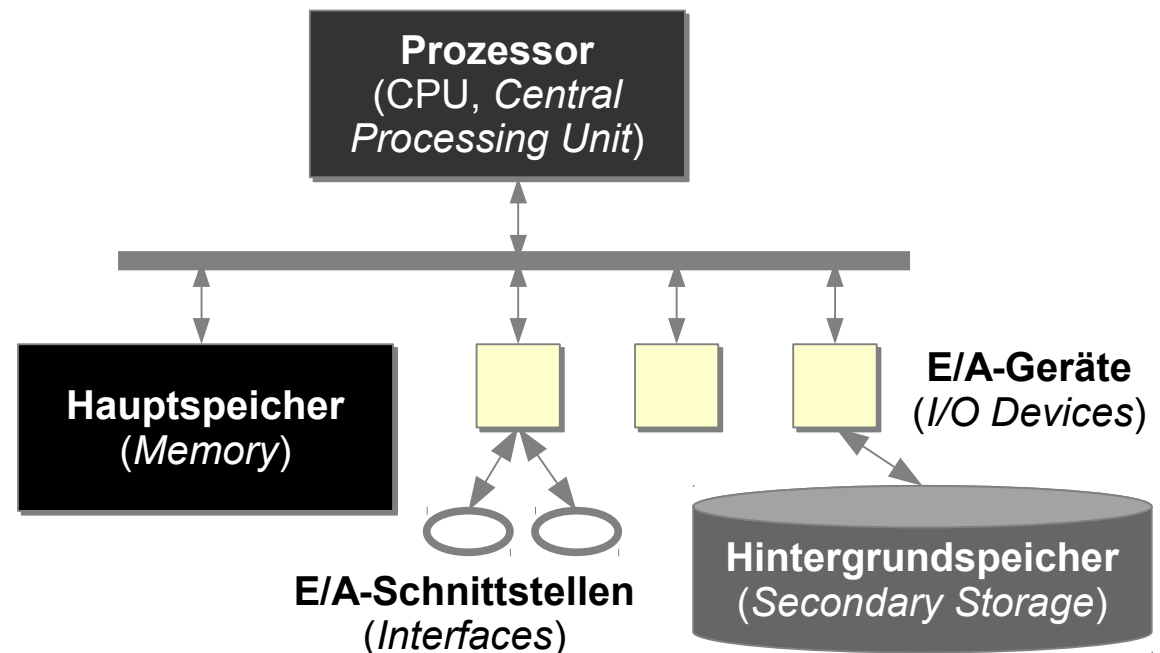 Prozessor
(CPU, Central
Processing Unit)
Hauptspeicher
(Memory)
E/A-Geräte
(I/O Devices)
E/A-Schnittstellen
(Interfaces)
Hintergrundspeicher
(Secondary Storage)